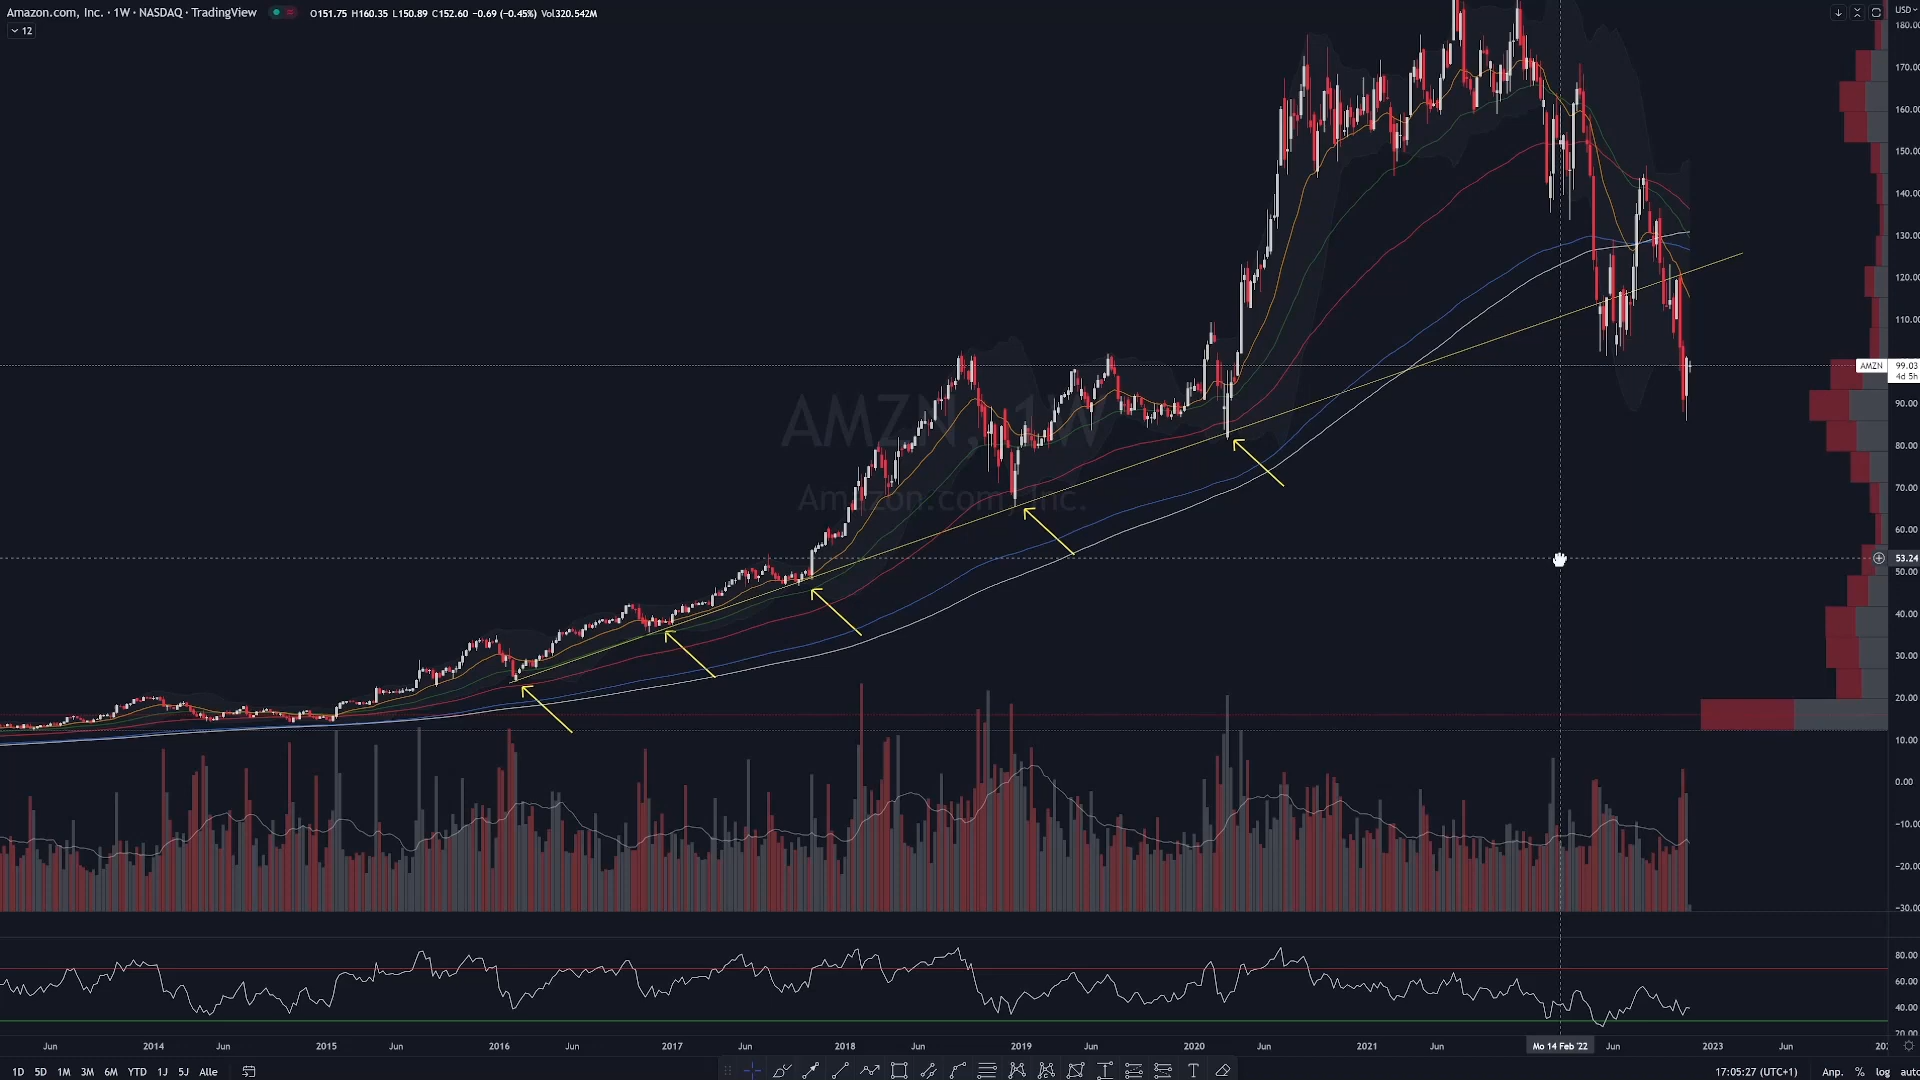 Amazon.com, Inc. · 1W · NASDAQ · TradingView
O151.75 H160.35 L150.89 C152.60 −0.69 (−0.45%) Vol320.542M
12
USD
180.00
170.00
160.00
150.00
140.00
130.00
120.00
110.00
AMZN 99.03
4d 5h
90.00
80.00
70.00
60.00
53.24
50.00
40.00
30.00
20.00
10.00
0.00
−10.00
−20.00
−30.00
AMZN, 1W
Amazon.com, Inc.
80.00
60.00
40.00
20.00
Jun 2014 Jun 2015 Jun 2016 Jun 2017 Jun 2018 Jun 2019 Jun 2020 Jun 2021 Jun Mo 14 Feb '22 Jun 2023 Jun
1D 5D 1M 3M 6M YTD 1J 5J Alle
17:05:27 (UTC+1) Anp. % log auto